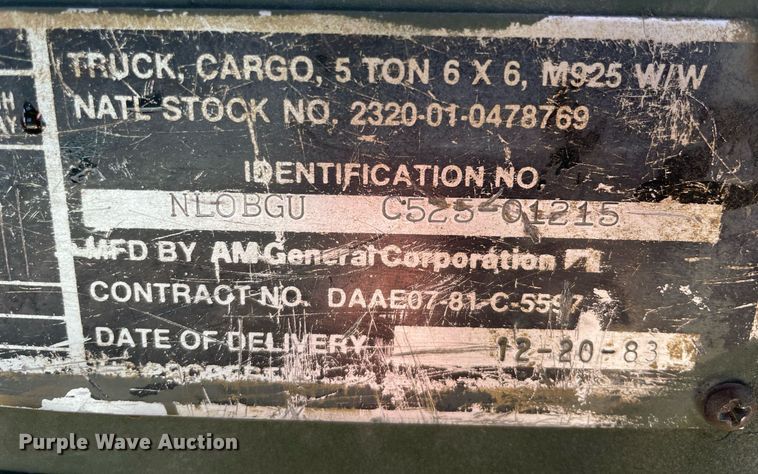 TRUCK, CARGO, 5 TON 6 X 6, M925 W/W
NATL STOCK NO. 2320-01-0478769
IDENTIFICATION NO.
NL0BGU C525-01215
MFD BY AM General Corporation
CONTRACT NO. DAAE07-81-C-5597
DATE OF DELIVERY 12-20-83
Purple Wave Auction